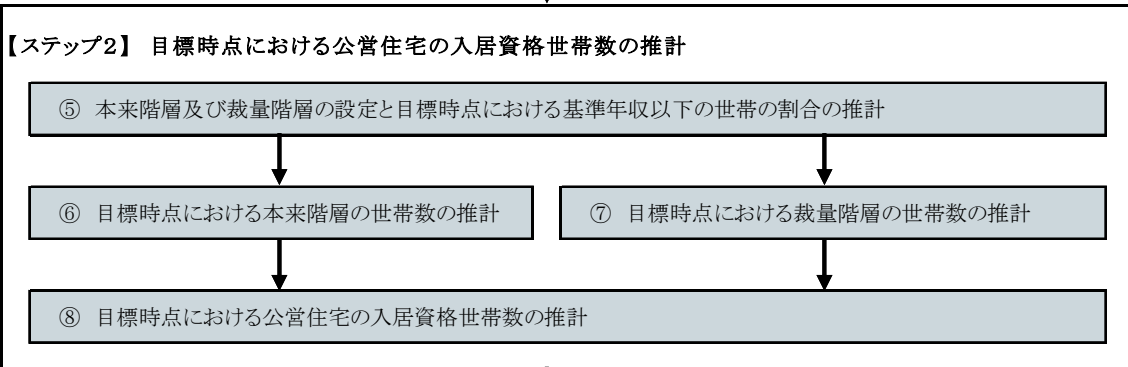 【ステップ2】 目標時点における公営住宅の入居資格世帯数の推計
⑤ 本来階層及び裁量階層の設定と目標時点における基準年収以下の世帯の割合の推計
⑥ 目標時点における本来階層の世帯数の推計
⑦ 目標時点における裁量階層の世帯数の推計
⑧ 目標時点における公営住宅の入居資格世帯数の推計